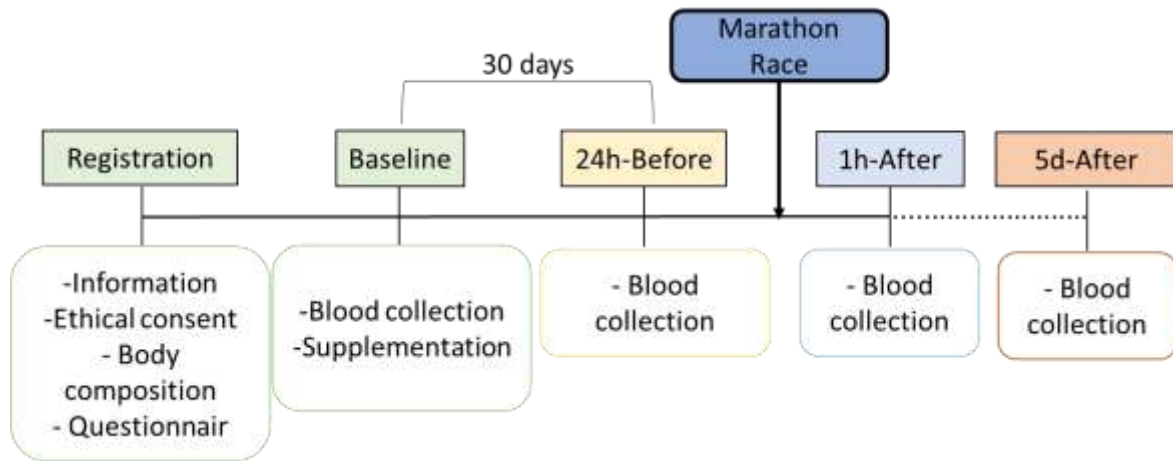 Marathon
Race
30 days
Registration
Baseline
24h-Before
1h-After
5d-After
-Information
-Ethical consent
- Body
composition
- Questionnair
-Blood collection
-Supplementation
- Blood
collection
- Blood
collection
- Blood
collection